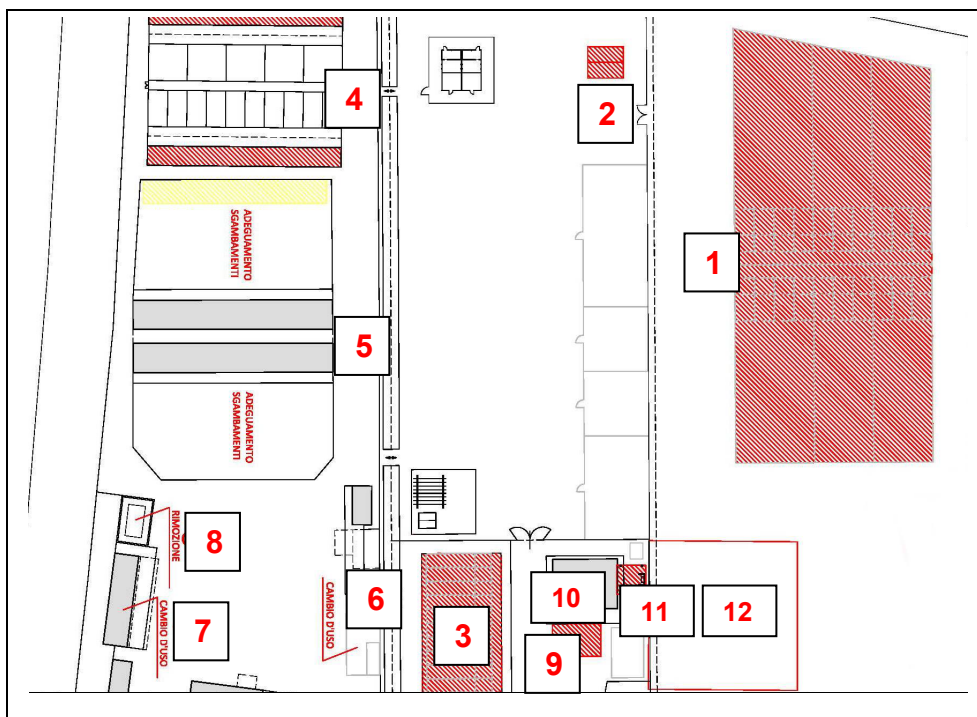 4
2
ADEGUAMENTO
SGAMBAMENTI
1
5
ADEGUAMENTO
SGAMBAMENTI
RIMOZIONE
8
CAMBIO D'USO
7
CAMBIO D'USO
6
3
10
11
12
9